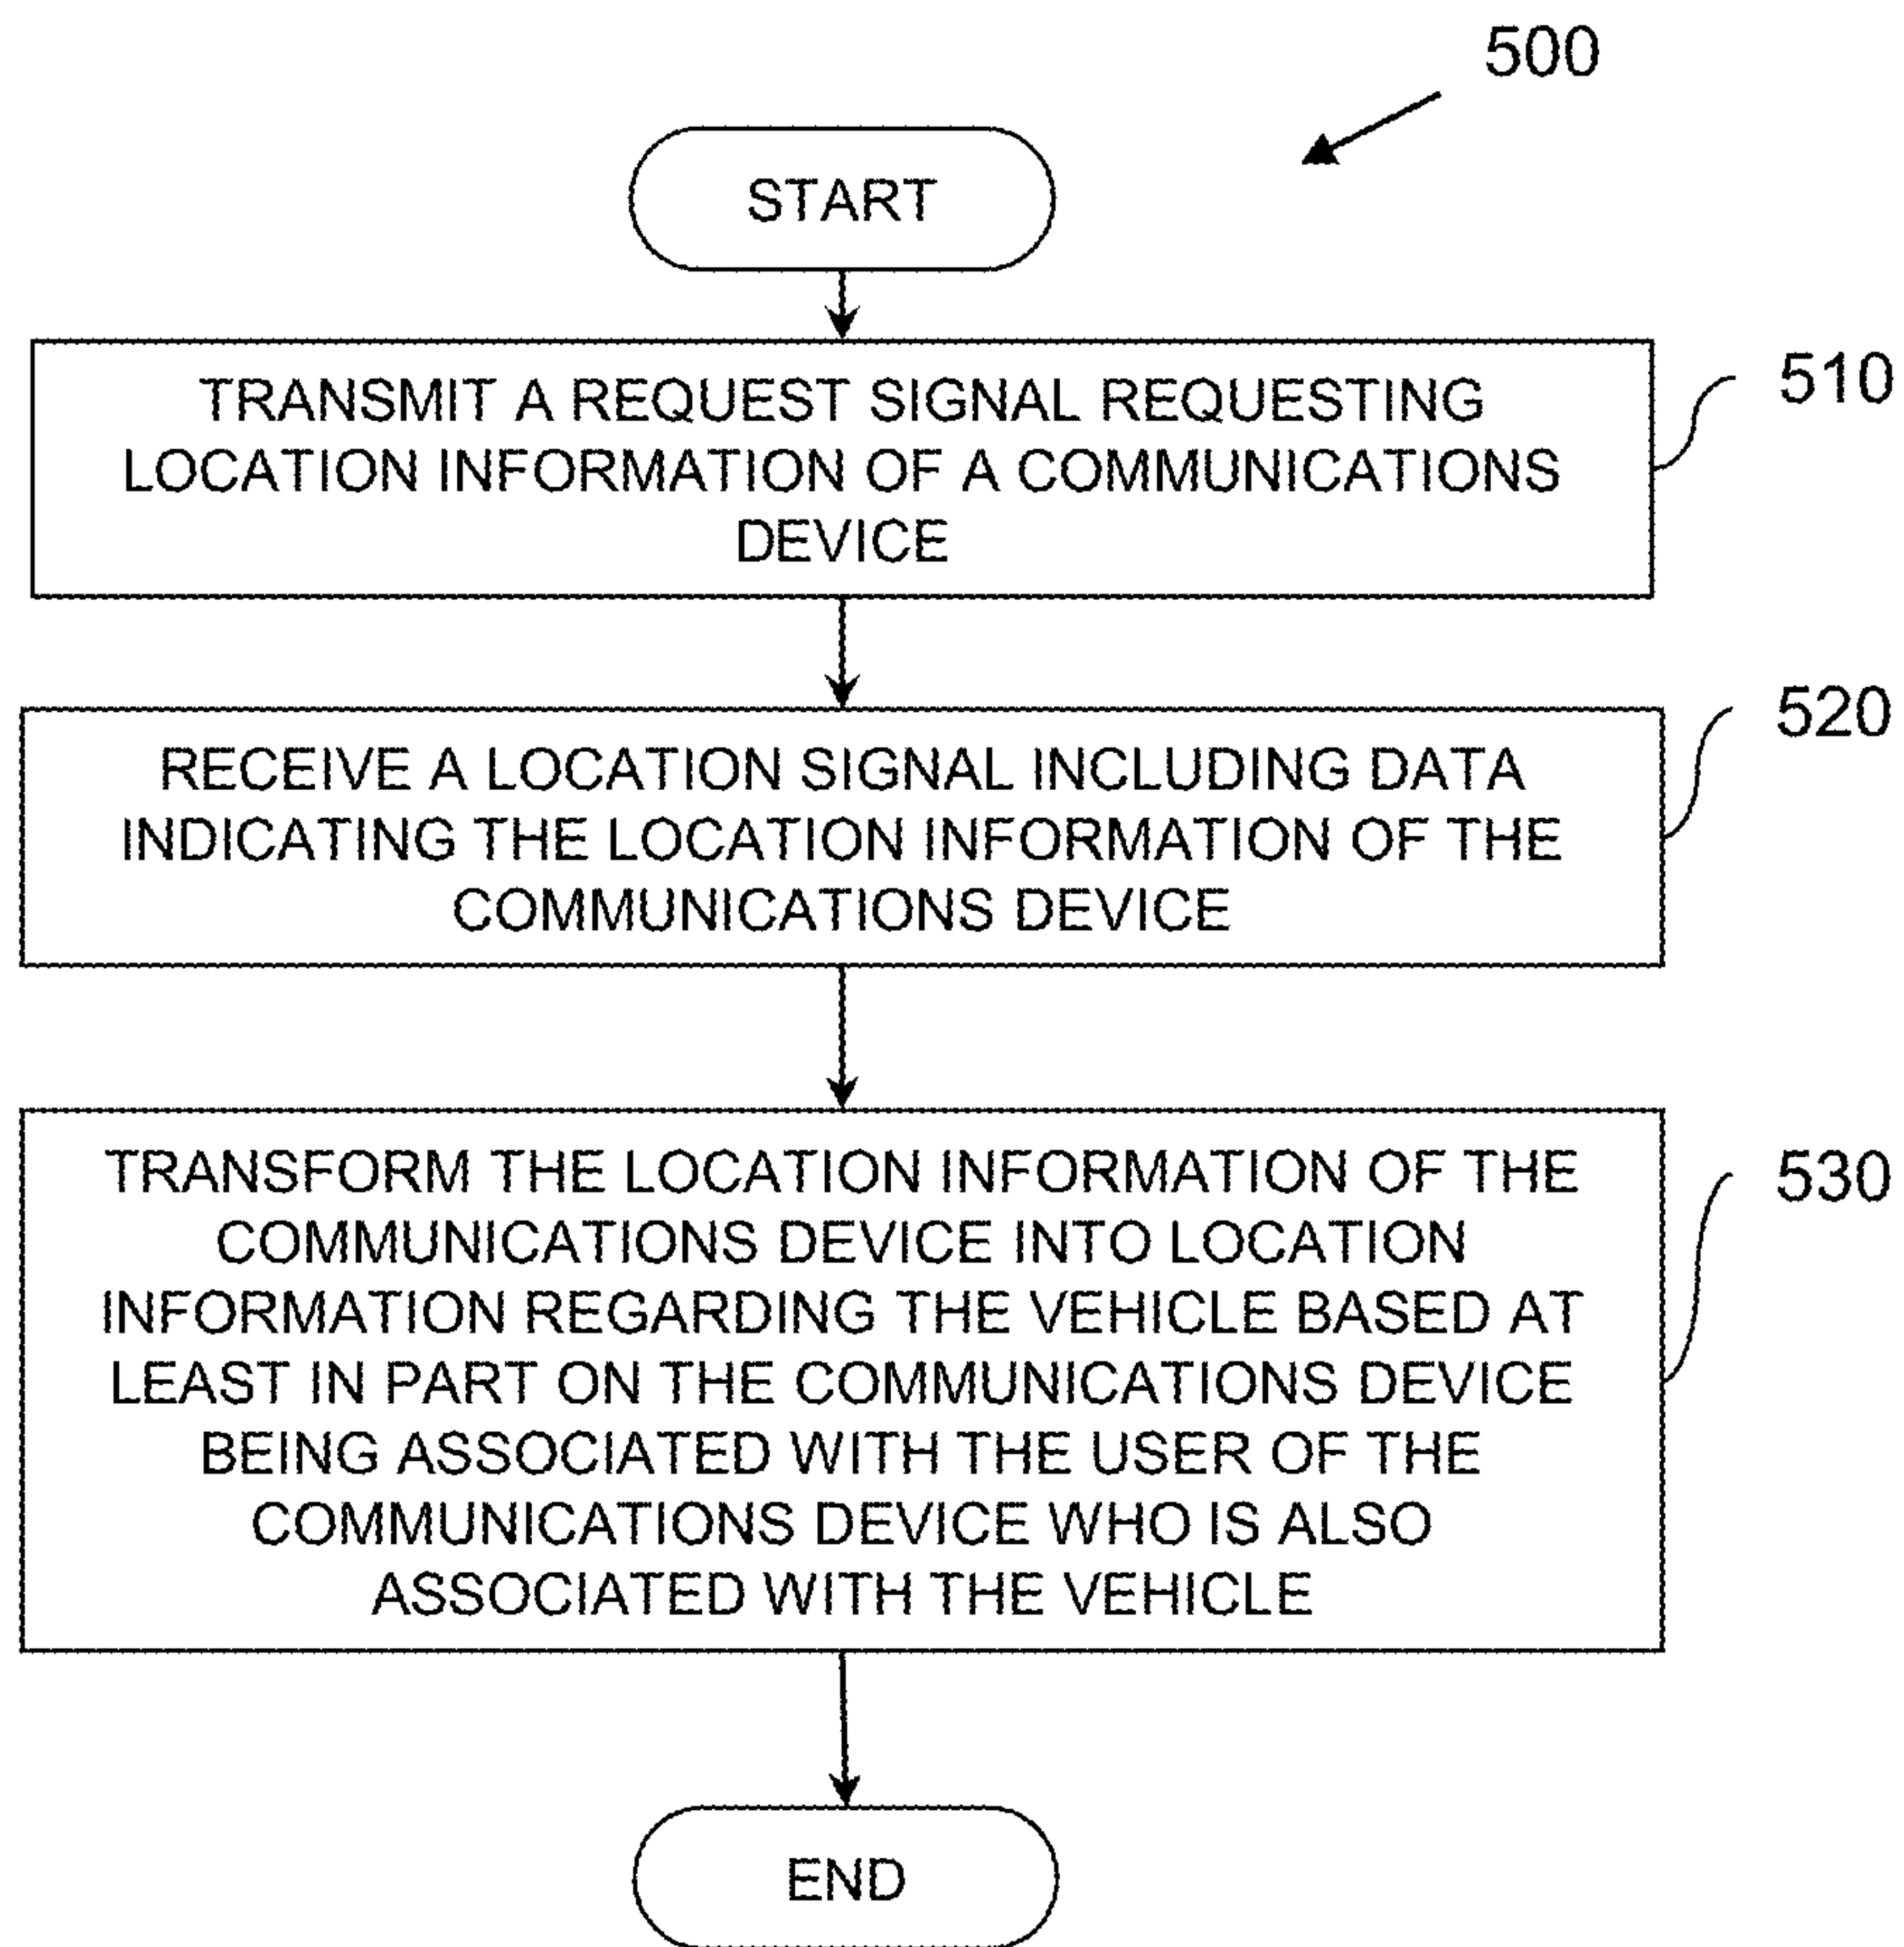 500
START
TRANSMIT A REQUEST SIGNAL REQUESTING
LOCATION INFORMATION OF A COMMUNICATIONS
DEVICE
510
RECEIVE A LOCATION SIGNAL INCLUDING DATA
INDICATING THE LOCATION INFORMATION OF THE
COMMUNICATIONS DEVICE
520
TRANSFORM THE LOCATION INFORMATION OF THE
COMMUNICATIONS DEVICE INTO LOCATION
INFORMATION REGARDING THE VEHICLE BASED AT
LEAST IN PART ON THE COMMUNICATIONS DEVICE
BEING ASSOCIATED WITH THE USER OF THE
COMMUNICATIONS DEVICE WHO IS ALSO
ASSOCIATED WITH THE VEHICLE
530
END